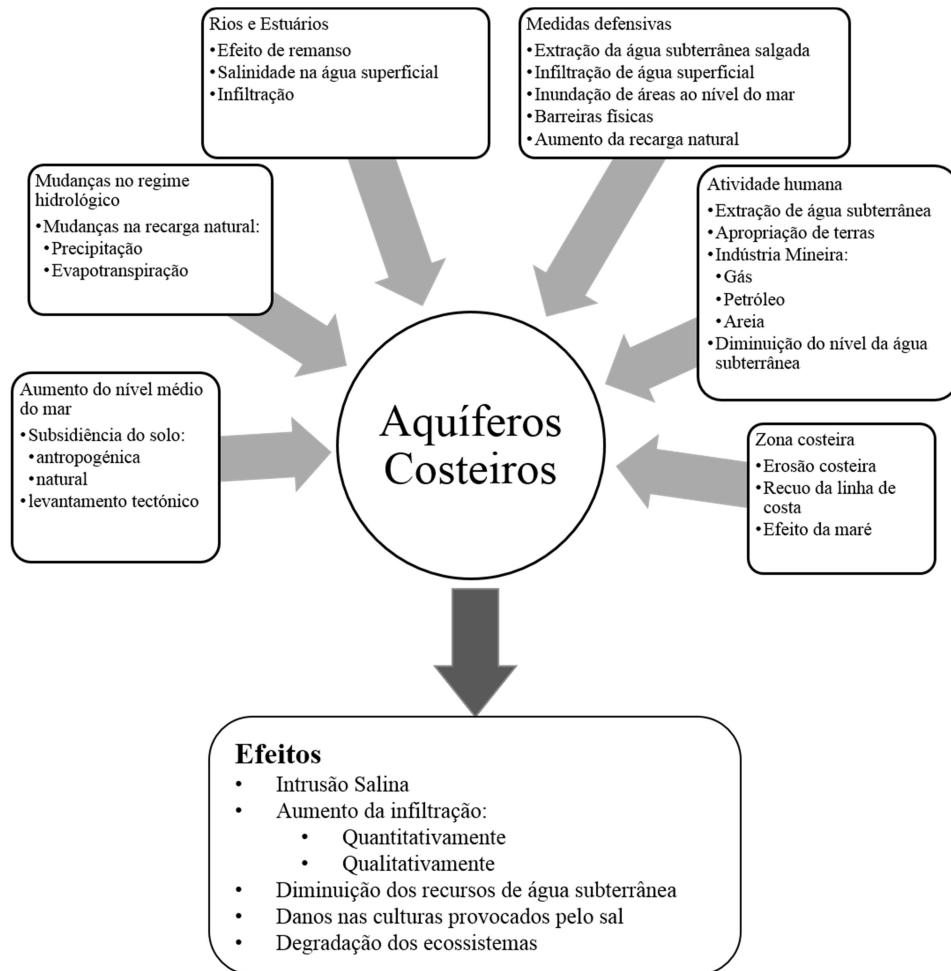 Rios e Estuários
•Efeito de remanso
•Salinidade na água superficial
•Infiltração
Medidas defensivas
•Extração da água subterrânea salgada
•Infiltração de água superficial
•Inundação de áreas ao nível do mar
•Barreiras físicas
•Aumento da recarga natural
Mudanças no regime
hidrológico
•Mudanças na recarga natural:
•Precipitação
•Evapotranspiração
Atividade humana
•Extração de água subterrânea
•Apropriação de terras
•Indústria Mineira:
•Gás
•Petróleo
•Areia
•Diminuição do nível da água
subterrânea
Aumento do nível médio
do mar
•Subsidiência do solo:
•antropogénica
•natural
•levantamento tectónico
Aquíferos
Costeiros
Zona costeira
•Erosão costeira
•Recuo da linha de
costa
•Efeito da maré
Efeitos
• Intrusão Salina
• Aumento da infiltração:
• Quantitativamente
• Qualitativamente
• Diminuição dos recursos de água subterrânea
• Danos nas culturas provocados pelo sal
• Degradação dos ecossistemas